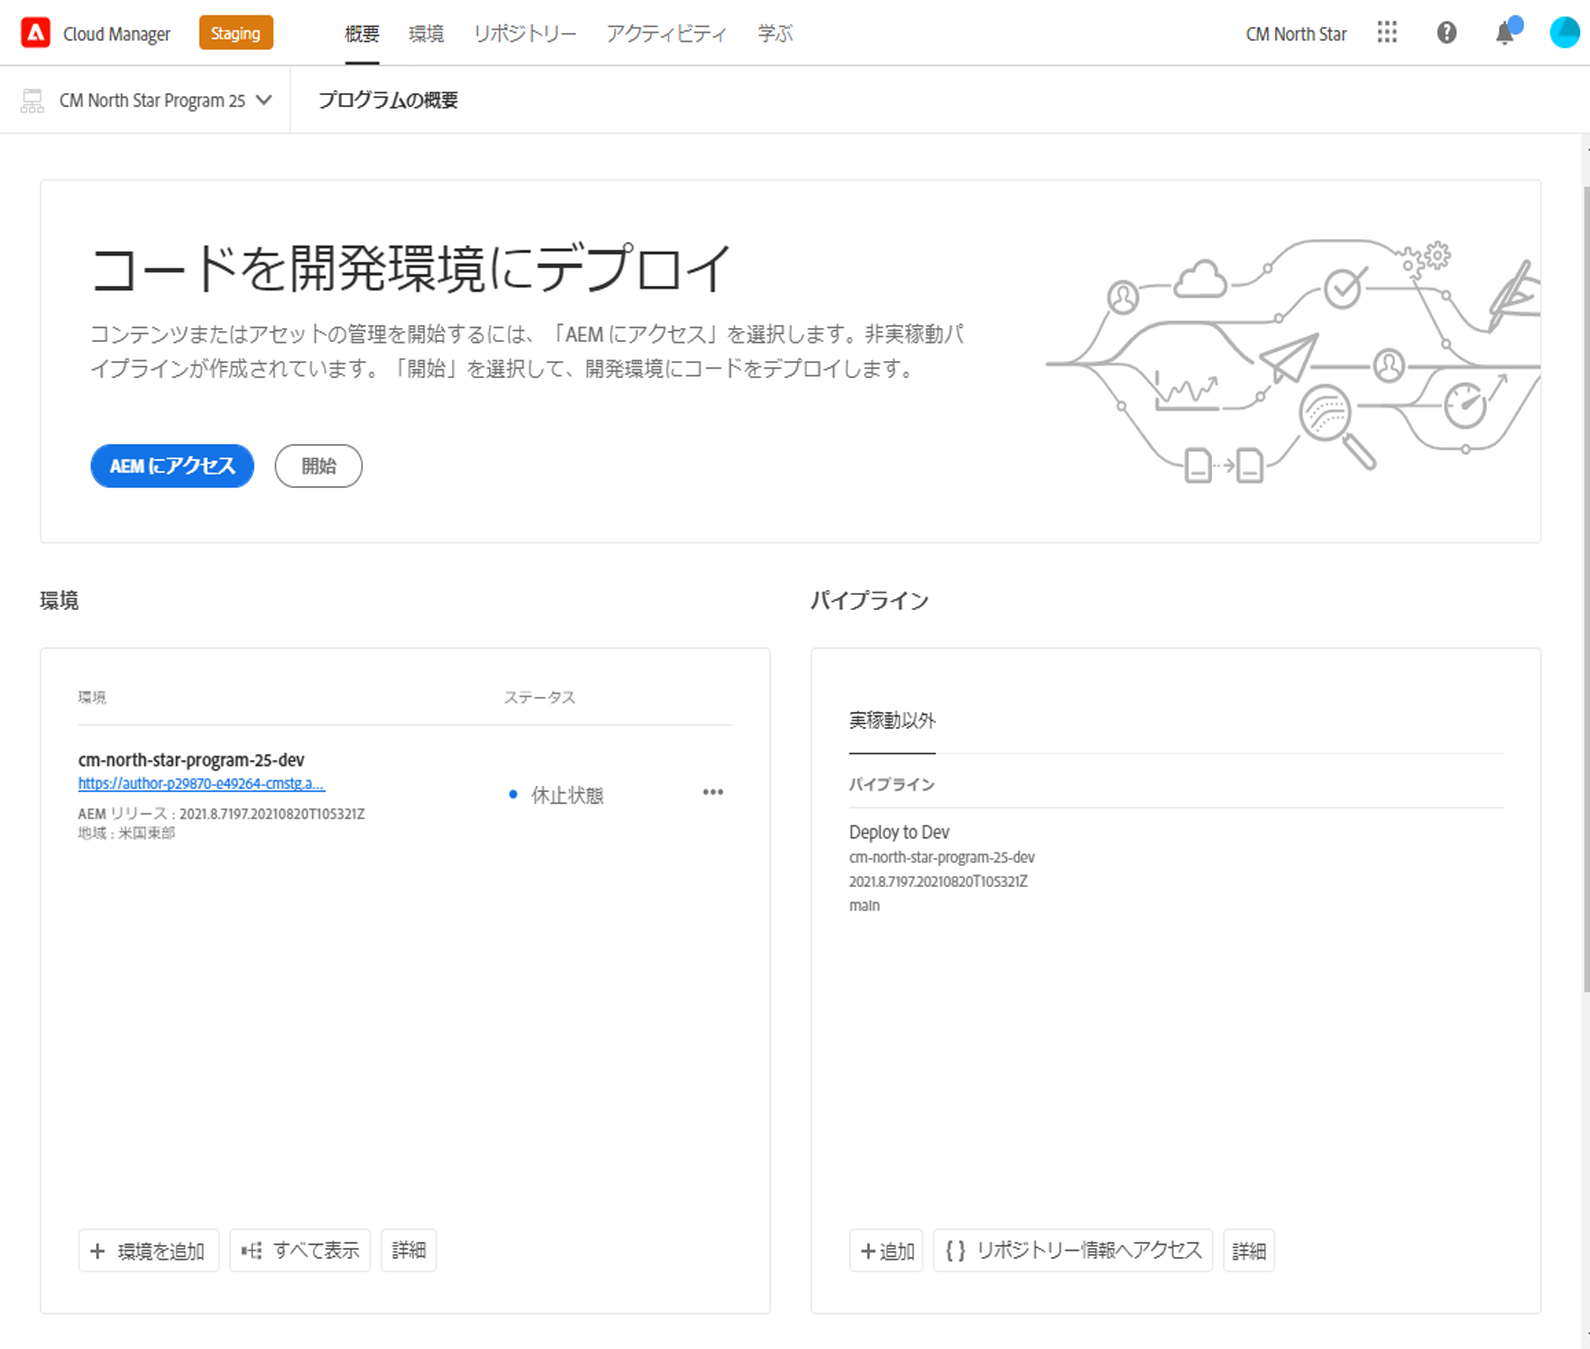 Cloud Manager
Staging
概要
環境
リポジトリー
アクティビティ
学ぶ
CM North Star
CM North Star Program 25
プログラムの概要
コードを開発環境にデプロイ
コンテンツまたはアセットの管理を開始するには、「AEM にアクセス」を選択します。非実稼動パ
イプラインが作成されています。「開始」を選択して、開発環境にコードをデプロイします。
AEM にアクセス
開始
環境
環境
ステータス
cm-north-star-program-25-dev
https://author-p29870-e49264-cmstg.a...
AEM リリース : 2021.8.7197.20210820T105321Z
地域 : 米国東部
休止状態
環境を追加
すべて表示
詳細
パイプライン
実稼動以外
パイプライン
Deploy to Dev
cm-north-star-program-25-dev
2021.8.7197.20210820T105321Z
main
追加
リポジトリー情報へアクセス
詳細